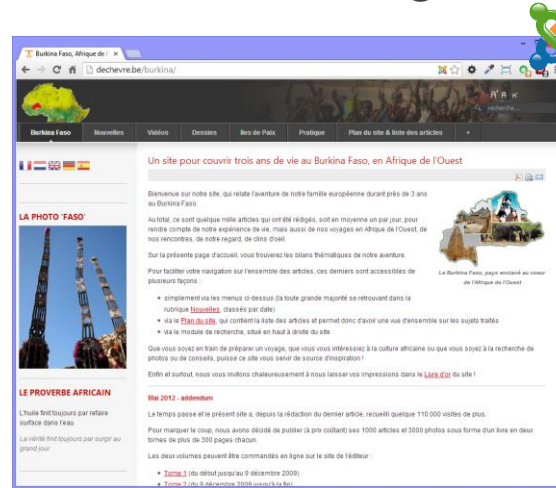 Burkina Faso, Afrique de l'
dechevre.be/burkina/
A A A
recherche...
Burkina Faso Nouvelles Vidéos Dessins Iles de Paix Pratique Plan du site & liste des articles
Un site pour couvrir trois ans de vie au Burkina Faso, en Afrique de l'Ouest
Bienvenue sur notre site, qui relate l'aventure de notre famille européenne durant près de 3 ans
au Burkina Faso.
Au total, ce sont quelque mille articles qui ont été rédigés, soit en moyenne un par jour, pour
rendre compte de notre expérience de vie, mais aussi de nos voyages en Afrique de l'Ouest, de
nos rencontres, de notre regard, de clins d'oeil.
Sur la présente page d'accueil, vous trouverez les bilans thématiques de notre aventure.
Pour faciliter votre navigation sur l'ensemble des articles, ces derniers sont accessibles de
plusieurs façons :
simplement via les menus ci-dessus (la toute grande majorité se retrouvant dans la
rubrique Nouvelles, classés par date)
via le Plan du site, qui contient la liste des articles et permet donc d'avoir une vue d'ensemble sur les sujets traités
via le module de recherche, situé en haut à droite du site
Le Burkina Faso, pays enclavé au coeur
de l'Afrique de l'Ouest
Que vous soyez en train de préparer un voyage, que vous vous intéressiez à la culture africaine ou que vous soyez à la recherche de
photos ou de conseils, puisse ce site vous servir de source d'inspiration !
Enfin et surtout, nous vous invitons chaleureusement à nous laisser vos impressions dans le Livre d'or du site !
Mai 2012 - addendum
Le temps passe et le présent site a, depuis la rédaction du dernier article, recueilli quelque 110 000 visites de plus.
Pour marquer le coup, nous avons décidé de publier (à prix coûtant) ses 1000 articles et 3000 photos sous forme d'un livre en deux
tomes de plus de 300 pages chacun.
Les deux volumes peuvent être commandés en ligne sur le site de l'éditeur :
Tome 1 (du début jusqu'au 9 décembre 2009)
Tome 2 (du 9 décembre 2009 jusqu'à la fin)
LA PHOTO 'FASO'
LE PROVERBE AFRICAIN
L'huile finit toujours par refaire
surface dans l'eau
La vérité finit toujours par surgir au
grand jour